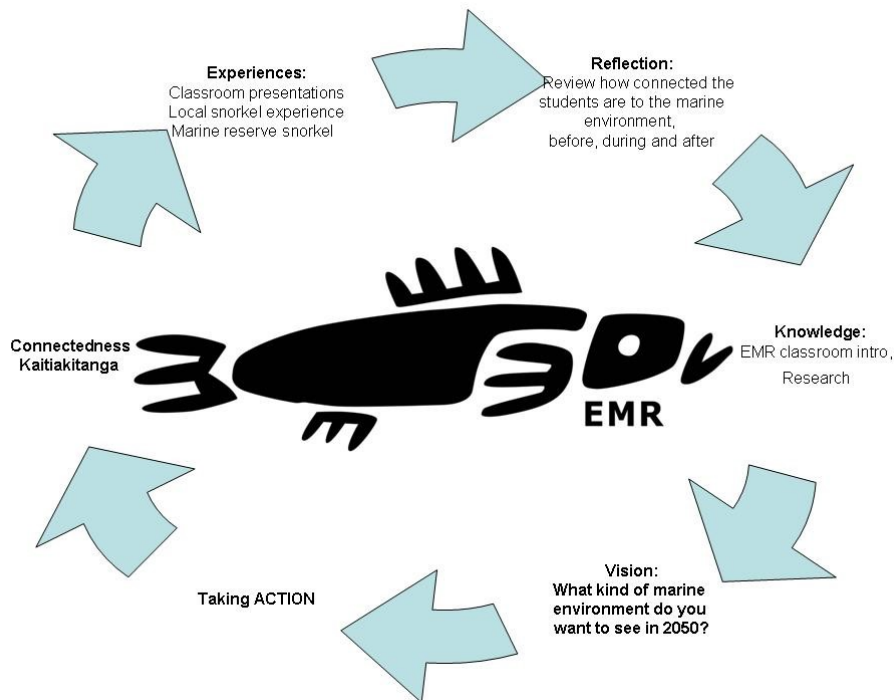 Experiences:
Classroom presentations
Local snorkel experience
Marine reserve snorkel
Reflection:
Review how connected the
students are to the marine
environment,
before, during and after
Knowledge:
EMR classroom intro,
Research
Vision:
What kind of marine
environment do you
want to see in 2050?
Taking ACTION
Connectedness
Kaitiakitanga
EMR